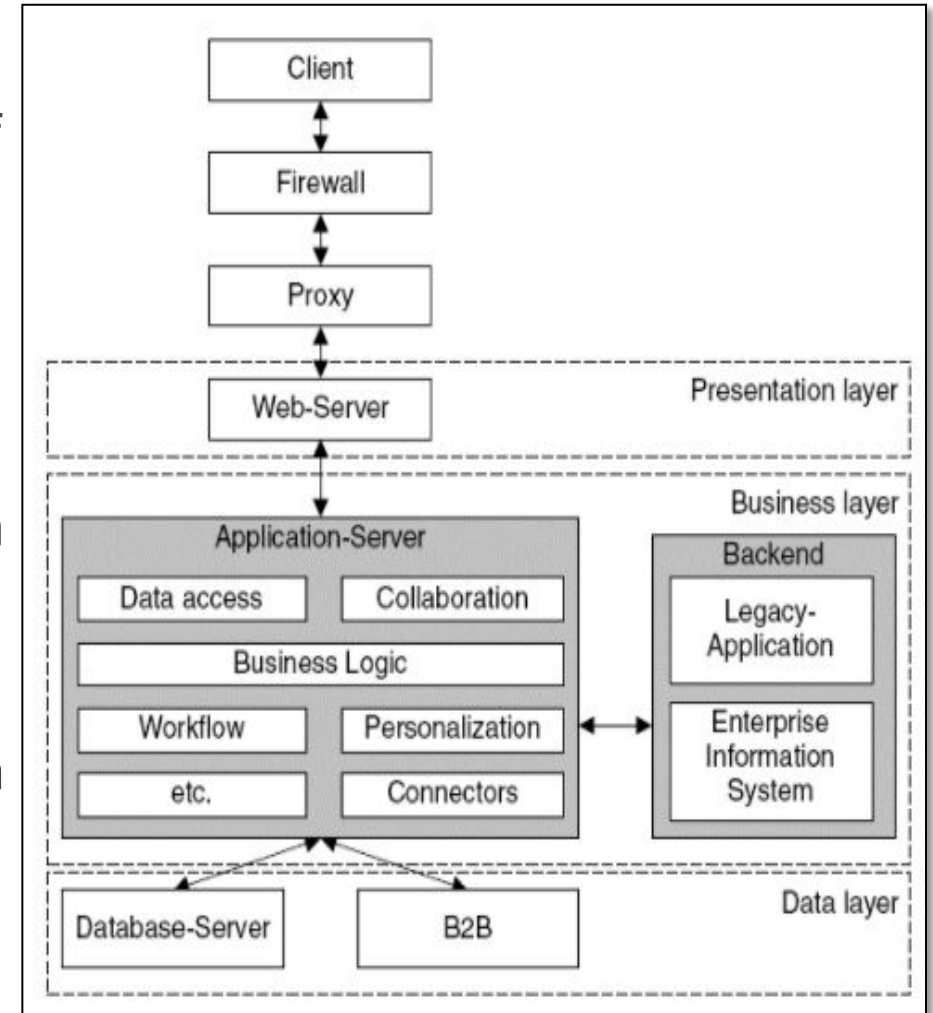 Client
Firewall
Proxy
Web-Server
Presentation layer
Business layer
Application-Server
Data access
Collaboration
Business Logic
Workflow
Personalization
etc.
Connectors
Backend
Legacy-
Application
Enterprise
Information
System
Data layer
Database-Server
B2B